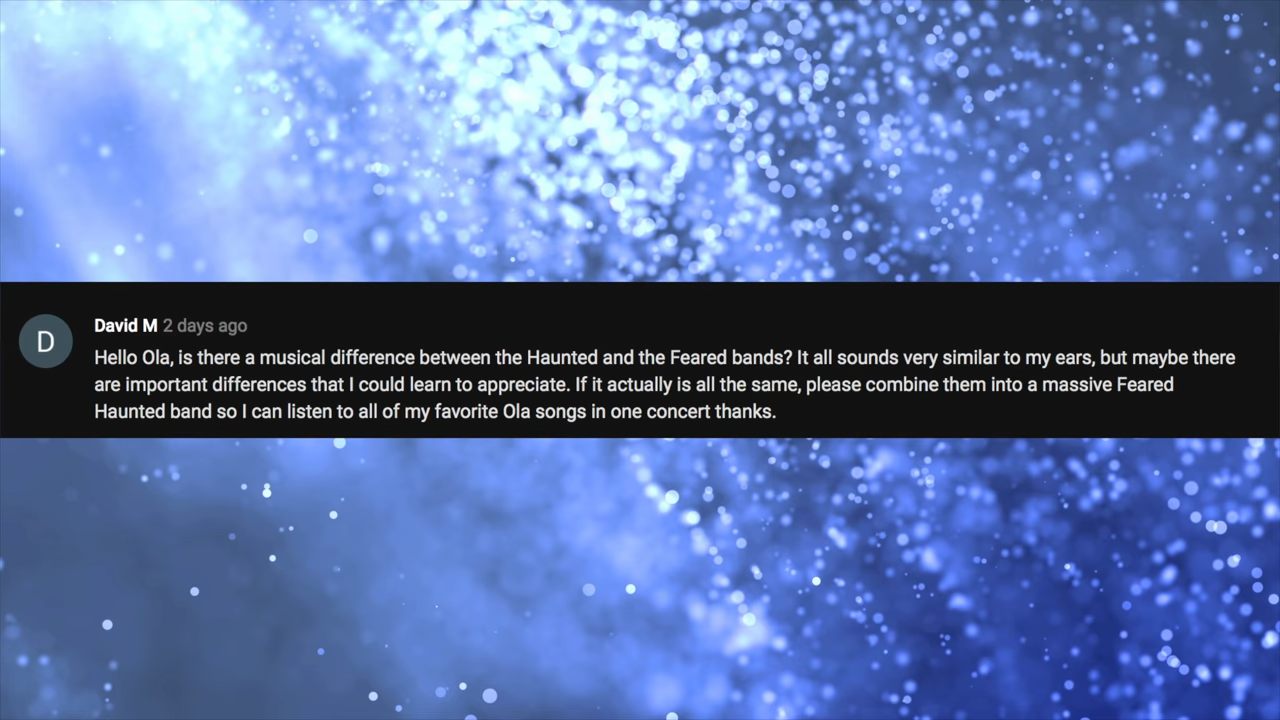 D
David M 2 days ago
Hello Ola, is there a musical difference between the Haunted and the Feared bands? It all sounds very similar to my ears, but maybe there
are important differences that I could learn to appreciate. If it actually is all the same, please combine them into a massive Feared
Haunted band so I can listen to all of my favorite Ola songs in one concert thanks.